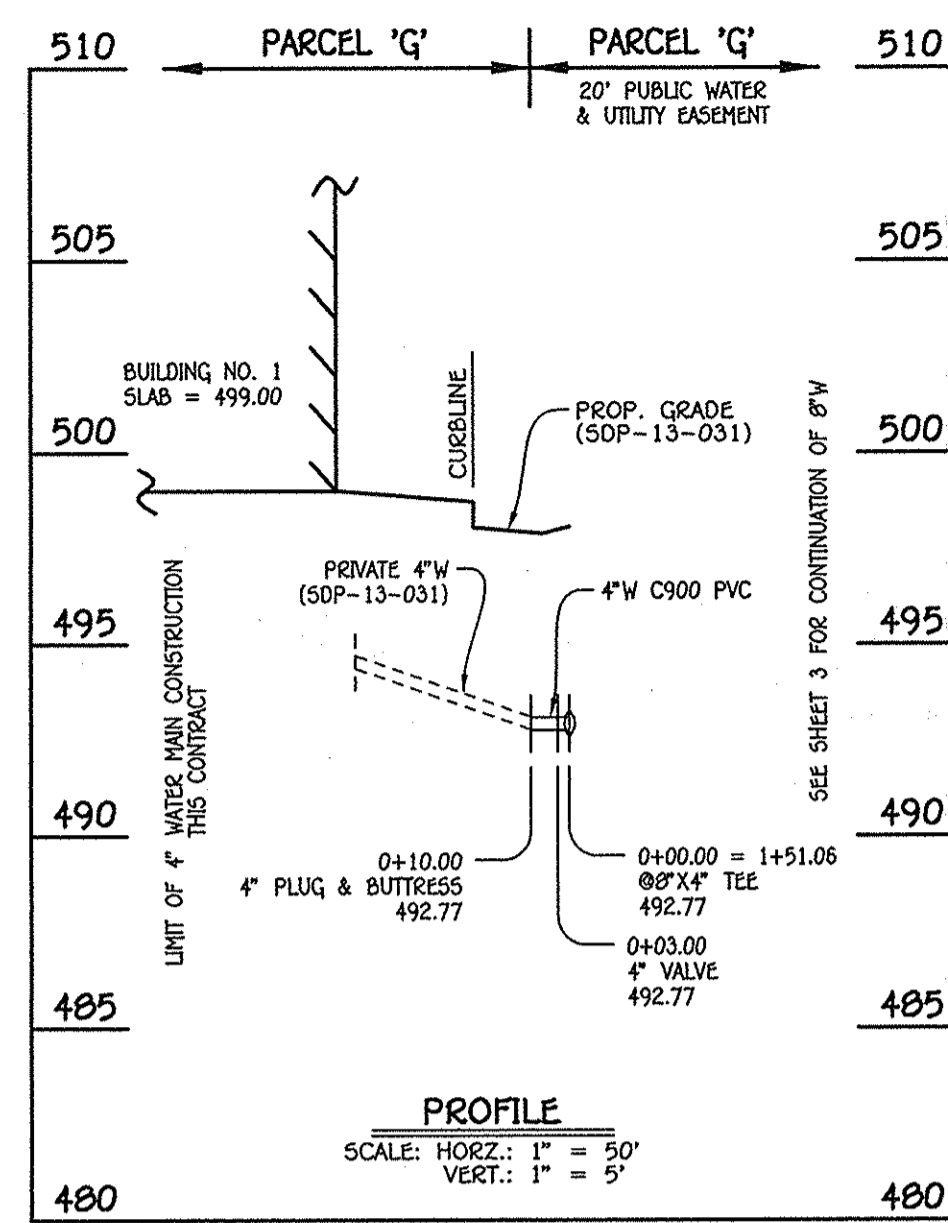 510
PARCEL 'G'
PARCEL 'G'
510
20' PUBLIC WATER
& UTILITY EASEMENT
505
505
BUILDING NO. 1
SLAB = 499.00
CURBLINE
PROP. GRADE
(SDP-13-031)
500
500
SEE SHEET 3 FOR CONTINUATION OF 8"W
PRIVATE 4"W
(SDP-13-031)
4"W C900 PVC
495
495
LIMIT OF 4" WATER MAIN CONSTRUCTION
THIS CONTRACT
490
490
0+10.00
4" PLUG & BUTTRESS
492.77
0+00.00 = 1+51.06
@8"X4" TEE
492.77
0+03.00
4" VALVE
492.77
485
485
PROFILE
SCALE: HORZ.: 1" = 50'
VERT.: 1" = 5'
480
480